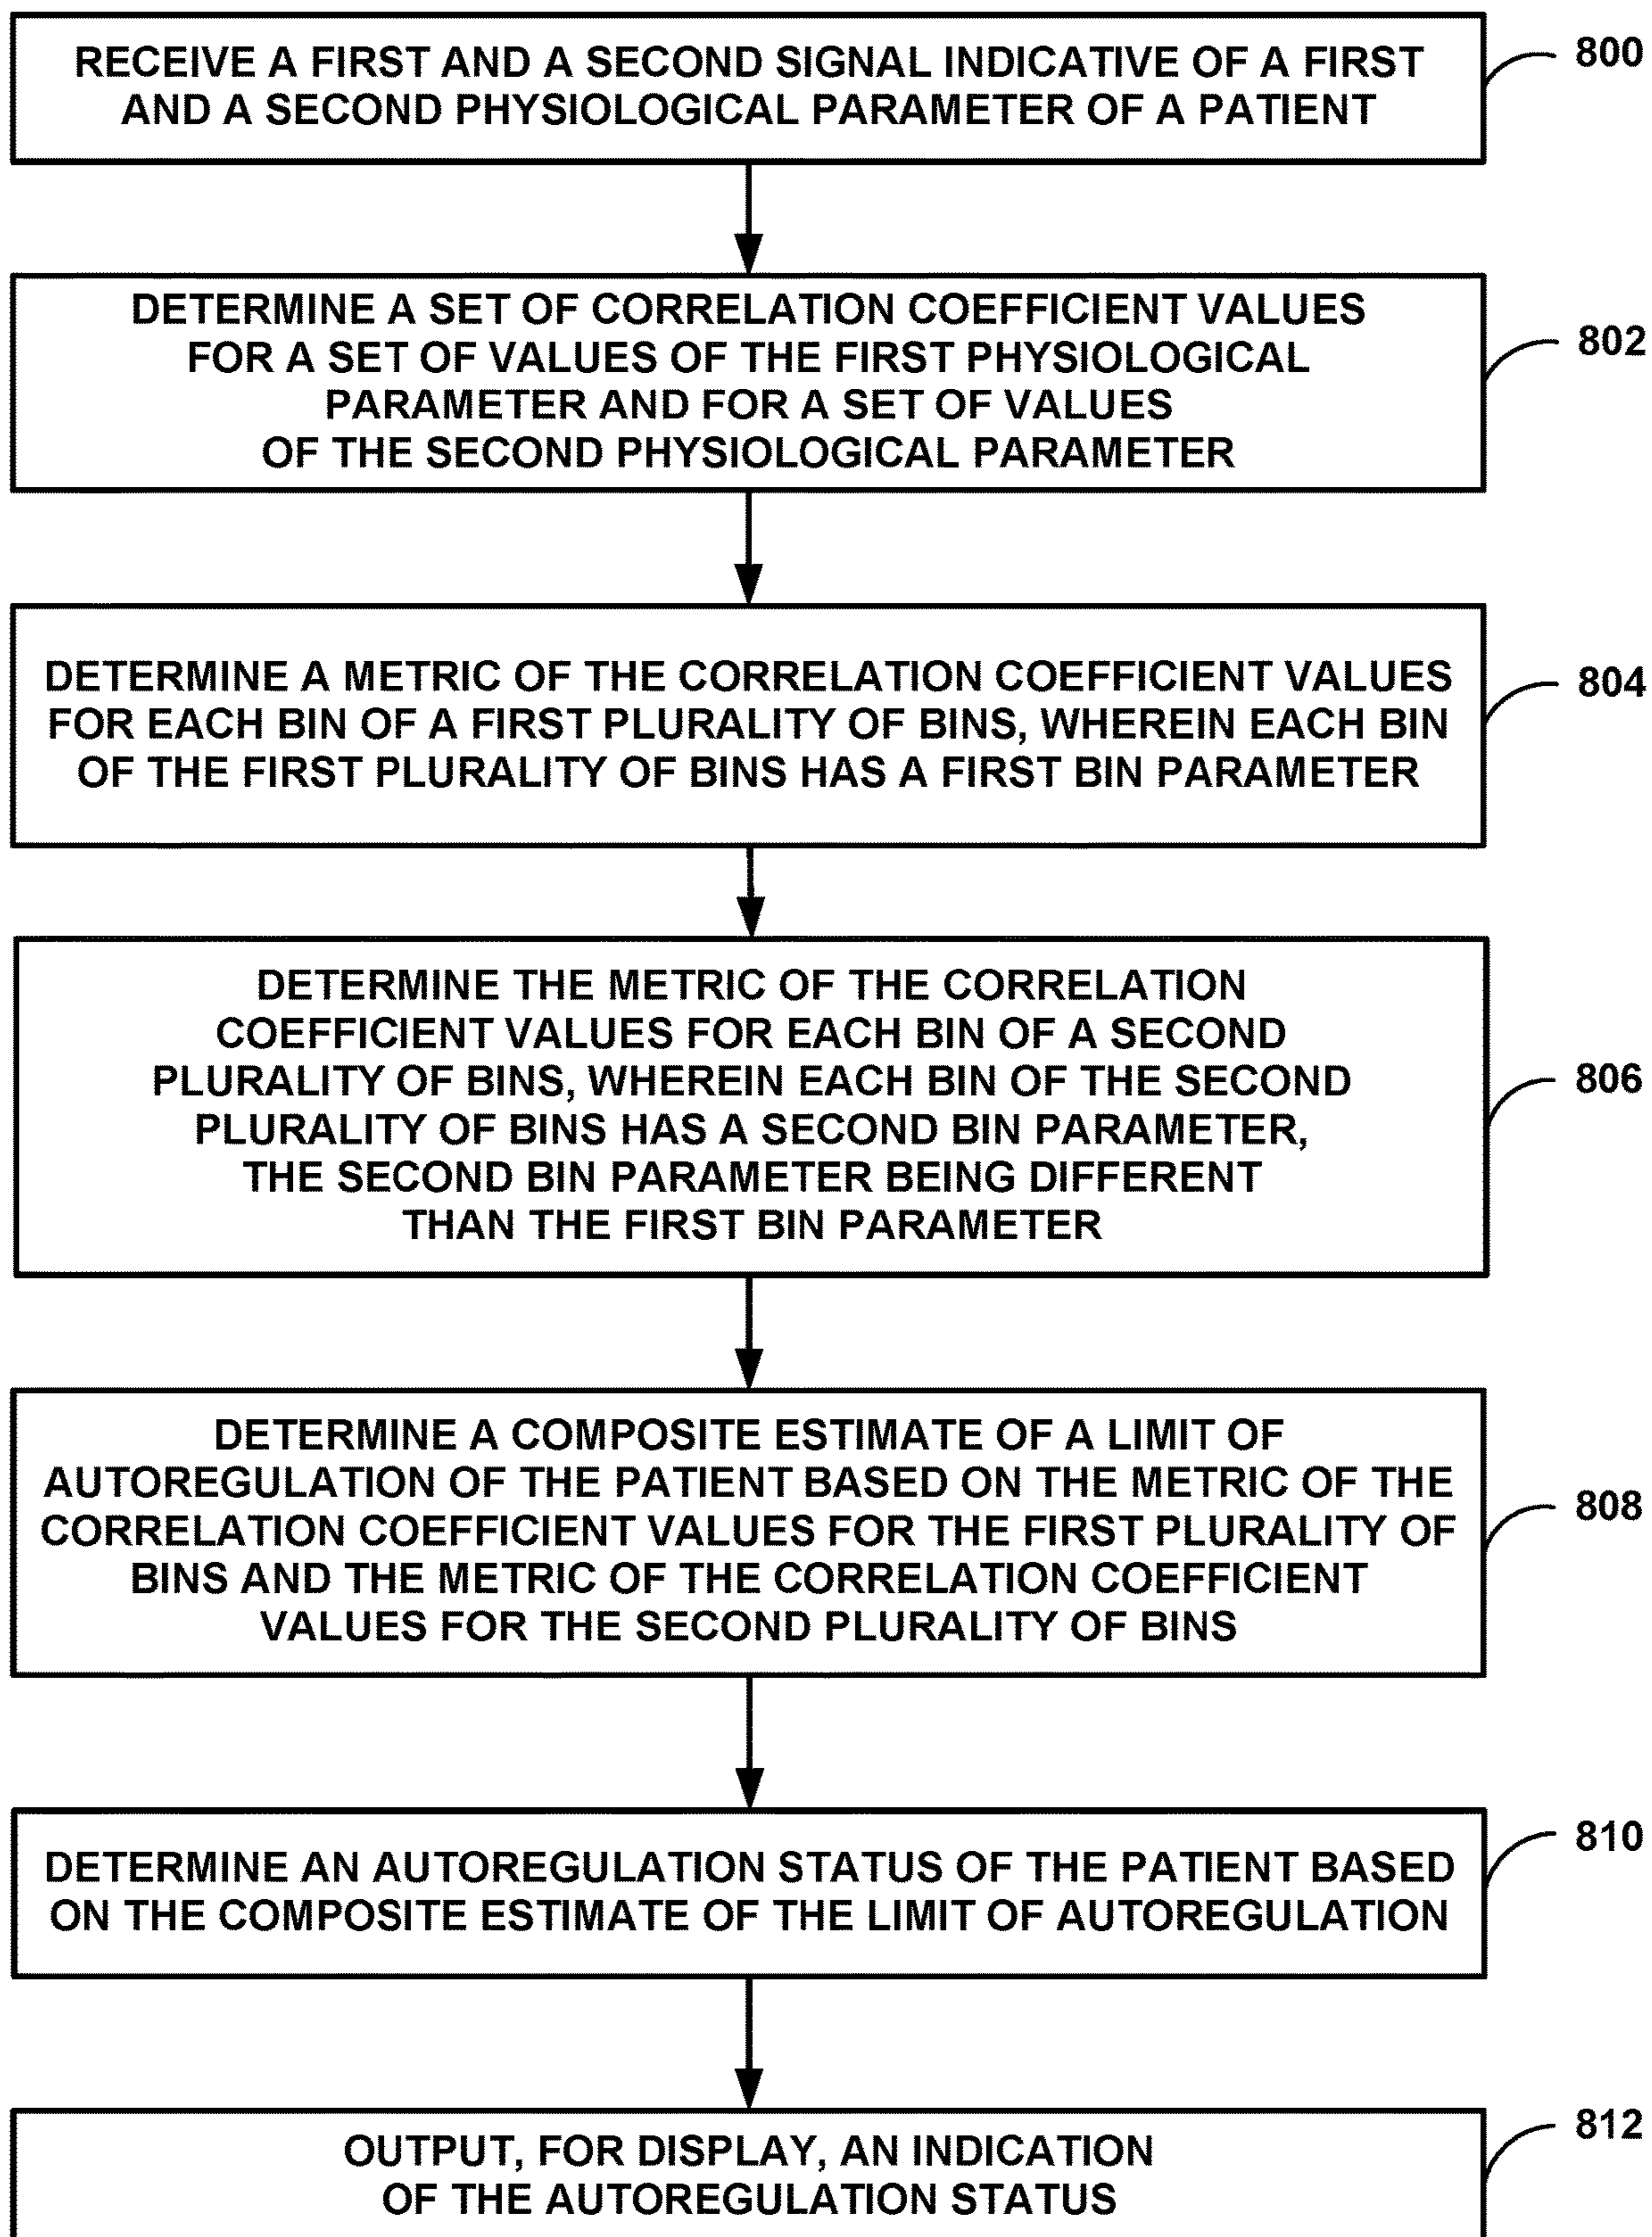 RECEIVE A FIRST AND A SECOND SIGNAL INDICATIVE OF A FIRST
AND A SECOND PHYSIOLOGICAL PARAMETER OF A PATIENT
800
DETERMINE A SET OF CORRELATION COEFFICIENT VALUES
FOR A SET OF VALUES OF THE FIRST PHYSIOLOGICAL
PARAMETER AND FOR A SET OF VALUES
OF THE SECOND PHYSIOLOGICAL PARAMETER
802
DETERMINE A METRIC OF THE CORRELATION COEFFICIENT VALUES
FOR EACH BIN OF A FIRST PLURALITY OF BINS, WHEREIN EACH BIN
OF THE FIRST PLURALITY OF BINS HAS A FIRST BIN PARAMETER
804
DETERMINE THE METRIC OF THE CORRELATION
COEFFICIENT VALUES FOR EACH BIN OF A SECOND
PLURALITY OF BINS, WHEREIN EACH BIN OF THE SECOND
PLURALITY OF BINS HAS A SECOND BIN PARAMETER,
THE SECOND BIN PARAMETER BEING DIFFERENT
THAN THE FIRST BIN PARAMETER
806
DETERMINE A COMPOSITE ESTIMATE OF A LIMIT OF
AUTOREGULATION OF THE PATIENT BASED ON THE METRIC OF THE
CORRELATION COEFFICIENT VALUES FOR THE FIRST PLURALITY OF
BINS AND THE METRIC OF THE CORRELATION COEFFICIENT
VALUES FOR THE SECOND PLURALITY OF BINS
808
DETERMINE AN AUTOREGULATION STATUS OF THE PATIENT BASED
ON THE COMPOSITE ESTIMATE OF THE LIMIT OF AUTOREGULATION
810
OUTPUT, FOR DISPLAY, AN INDICATION
OF THE AUTOREGULATION STATUS
812